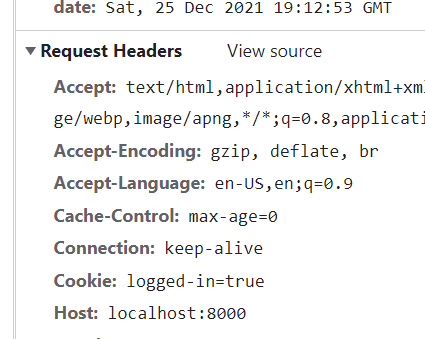 date: Sat, 25 Dec 2021 19:12:53 GMT
Request Headers View source
Accept: text/html,application/xhtml+xml
ge/webp,image/apng,*/*;q=0.8,applicati
Accept-Encoding: gzip, deflate, br
Accept-Language: en-US,en;q=0.9
Cache-Control: max-age=0
Connection: keep-alive
Cookie: logged-in=true
Host: localhost:8000